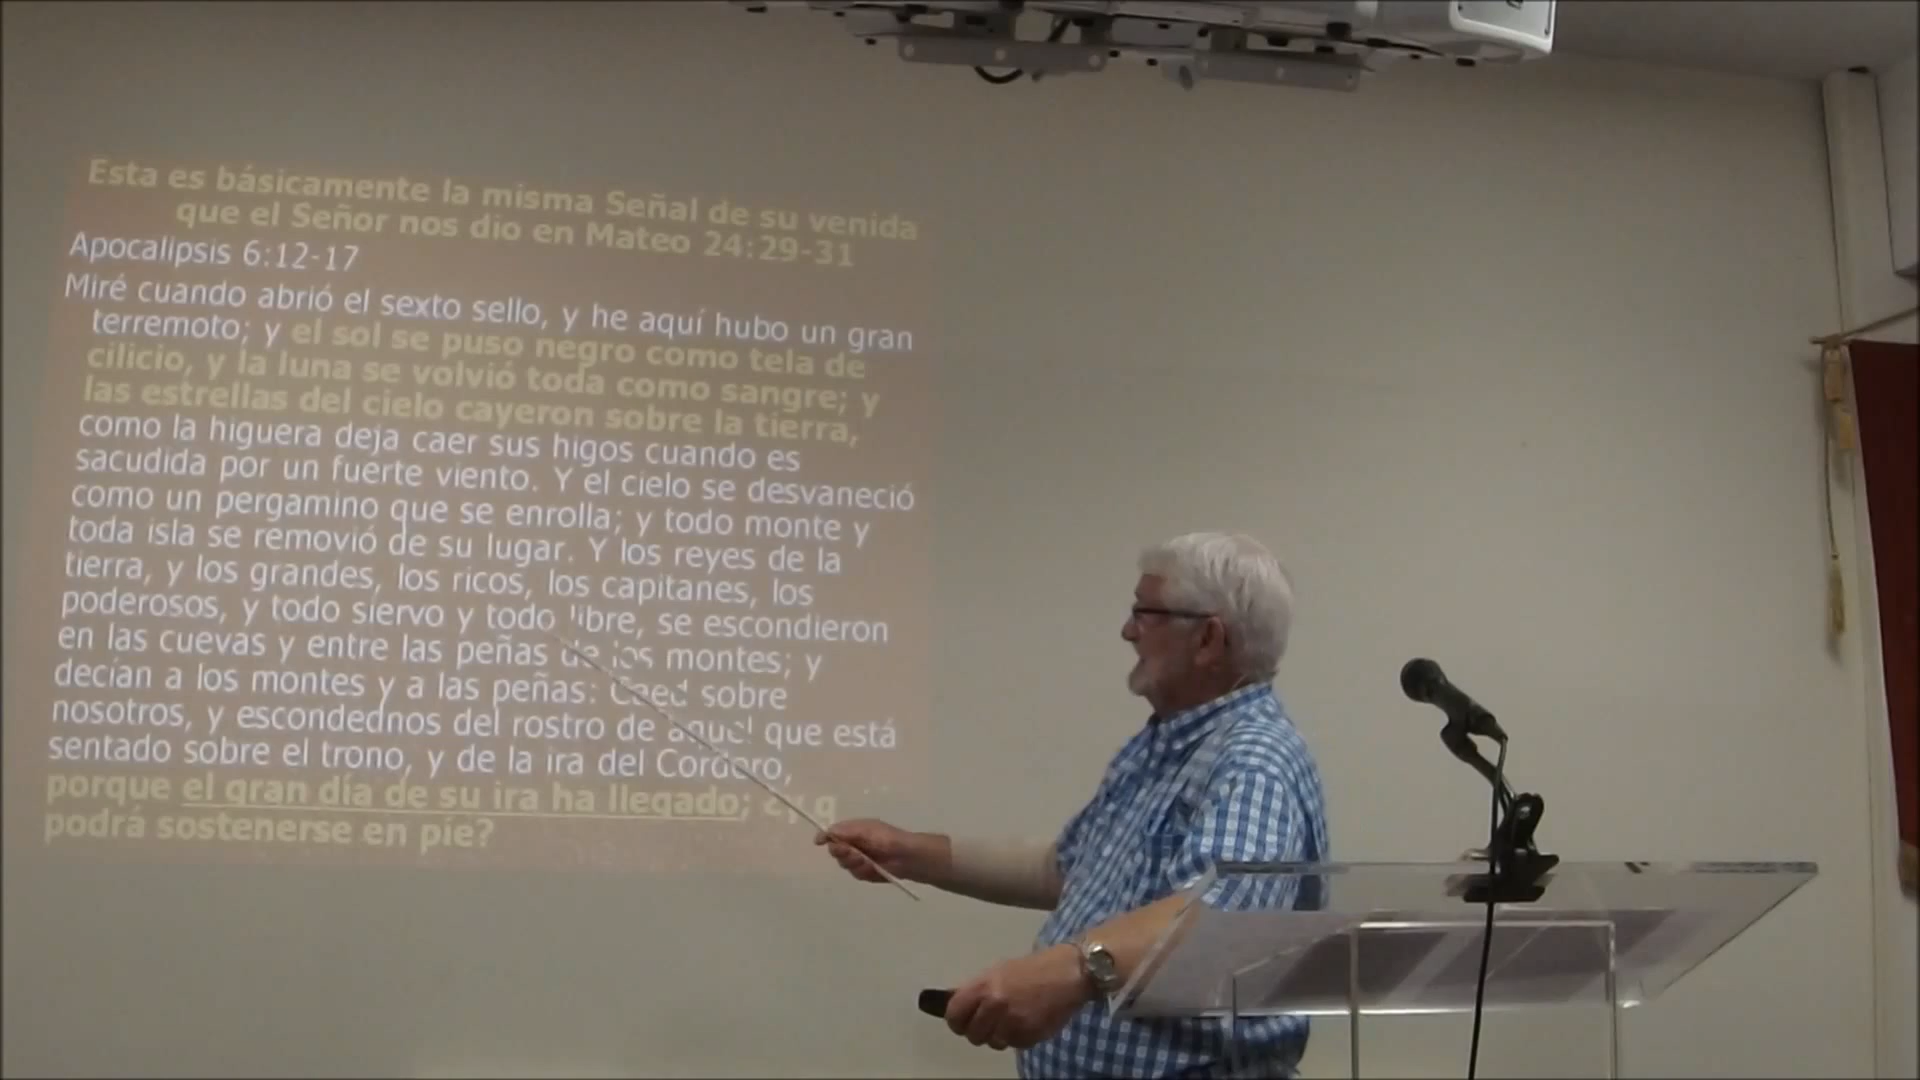 Esta es básicamente la misma Señal de su venida
que el Señor nos dio en Mateo 24:29-31
Apocalipsis 6:12-17
Miré cuando abrió el sexto sello, y he aquí hubo un gran
terremoto; y el sol se puso negro como tela de
cilicio, y la luna se volvió toda como sangre; y
las estrellas del cielo cayeron sobre la tierra,
como la higuera deja caer sus higos cuando es
sacudida por un fuerte viento. Y el cielo se desvaneció
como un pergamino que se enrolla; y todo monte y
toda isla se removió de su lugar. Y los reyes de la
tierra, y los grandes, los ricos, los capitanes, los
poderosos, y todo siervo y todo libre, se escondieron
en las cuevas y entre las peñas de los montes; y
decían a los montes y a las peñas: Caed sobre
nosotros, y escondednos del rostro de aquel que está
sentado sobre el trono, y de la ira del Cordero,
porque el gran día de su ira ha llegado; ¿y
podrá sostenerse en pie?